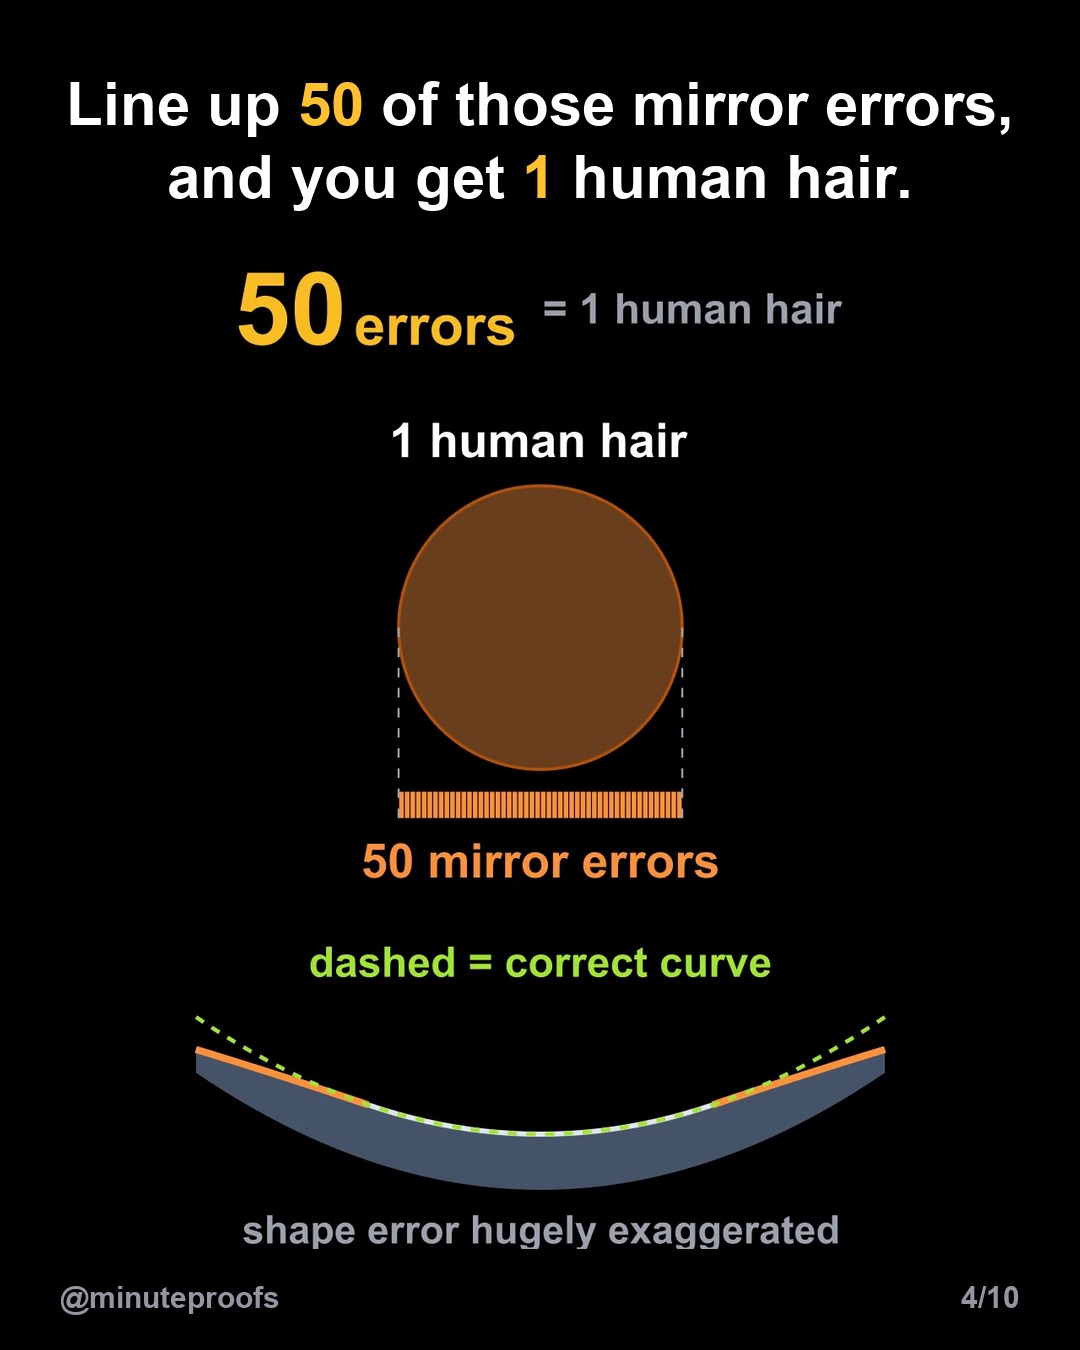 Line up 50 of those mirror errors,
and you get 1 human hair.
50 errors = 1 human hair
1 human hair
50 mirror errors
dashed = correct curve
shape error hugely exaggerated
@minuteproofs
4/10